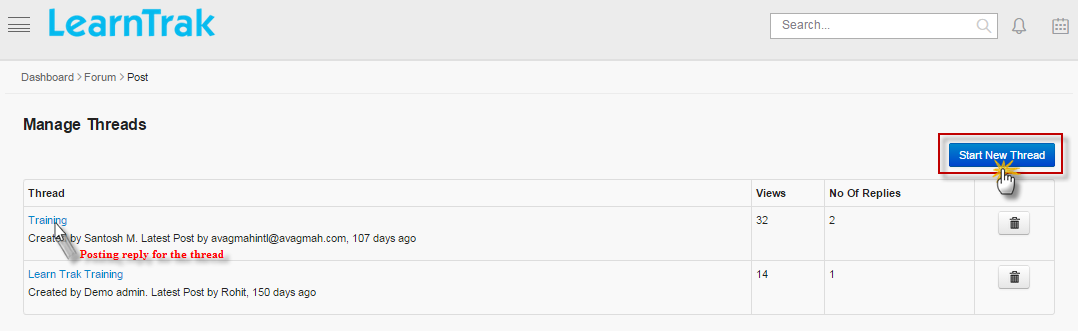 LearnTrak
Search...
Dashboard > Forum > Post
Manage Threads
Start New Thread
Thread Views No Of Replies
Training 32 2
Created by Santosh M. Latest Post by avagmahintl@avagmah.com, 107 days ago
Posting reply for the thread
Learn Trak Training 14 1
Created by Demo admin. Latest Post by Rohit, 150 days ago